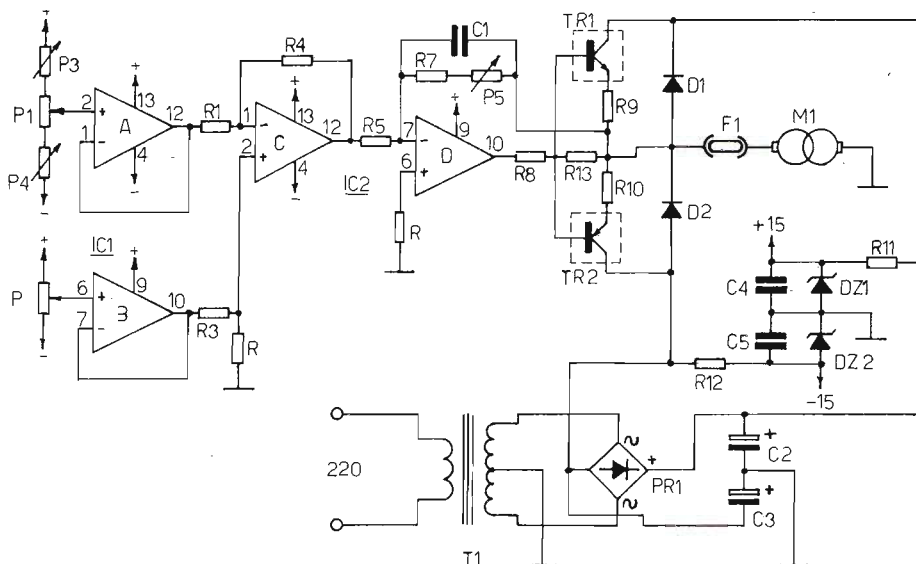 TR1
C1
+
R4
P3
R7
P5
+
2
+
13
A
12
R1
P1
1
-
4
-
P4
-
+
1
-
13
C
12
2
+
4
-
IC2
R5
7
-
+
9
D
10
6
+
R
R8
R13
R9
R10
TR2
D1
D2
F1
M1
+
IC1
P
-
+
6
+
9
10
7
-
B
R3
R
+15
R11
C4
DZ1
C5
DZ2
R12
-15
220
T1
~
+
PR1
~
+
C2
+
C3